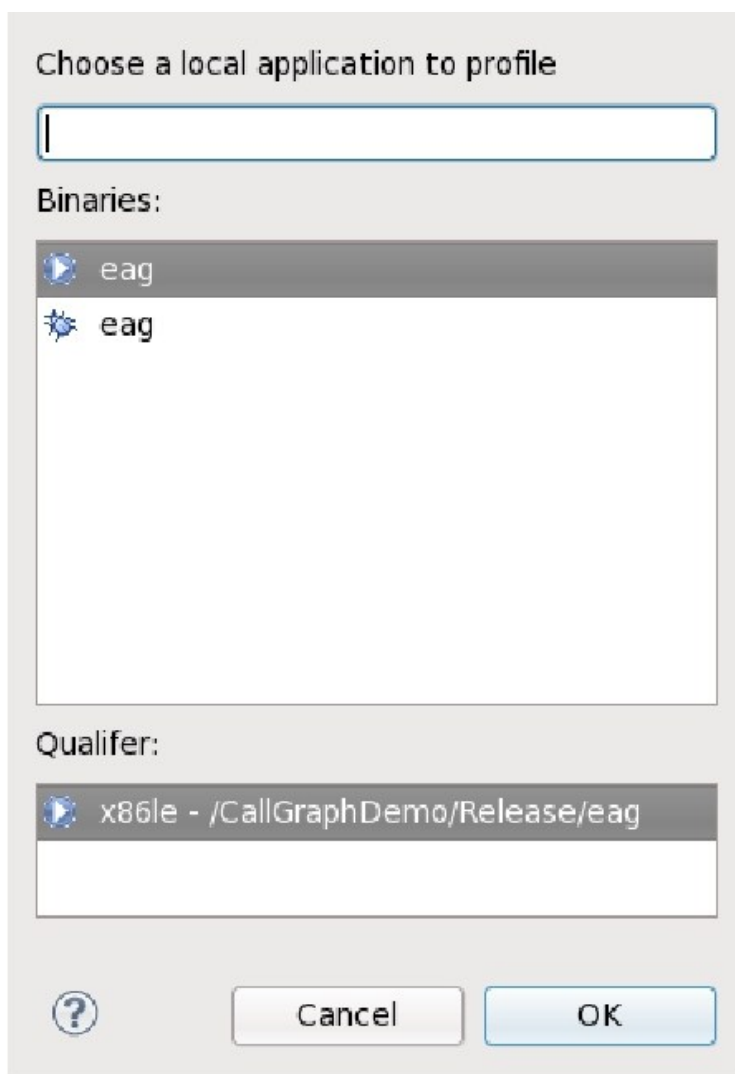 Choose a local application to profile
Binaries:
eag
eag
Qualifer:
x86le - /CallGraphDemo/Release/eag
?
Cancel
OK